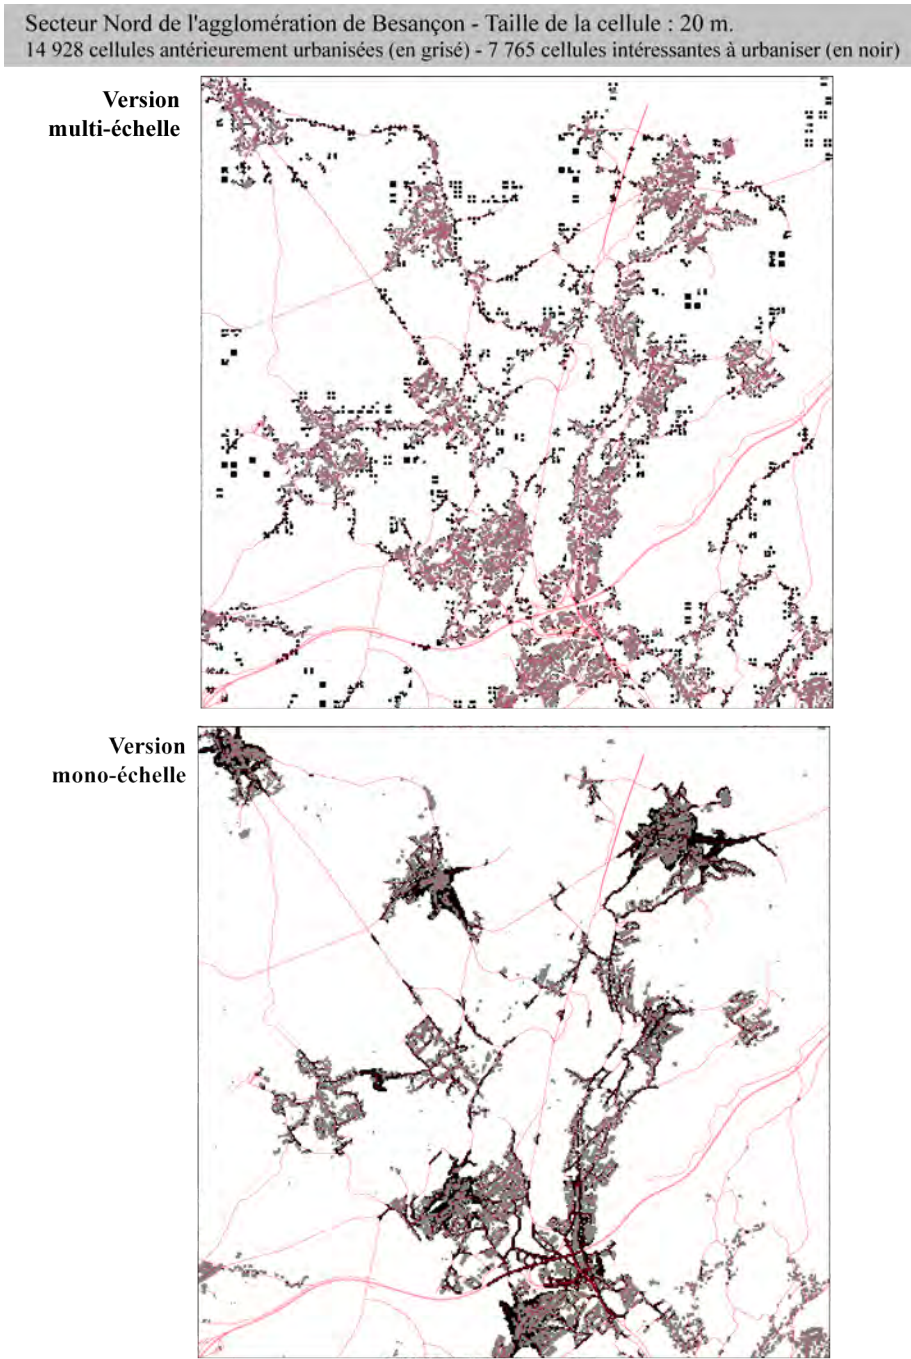 Secteur Nord de l'agglomération de Besançon - Taille de la cellule : 20 m.
14 928 cellules antérieurement urbanisées (en grisé) - 7 765 cellules intéressantes à urbaniser (en noir)
Version
multi-échelle
Version
mono-échelle